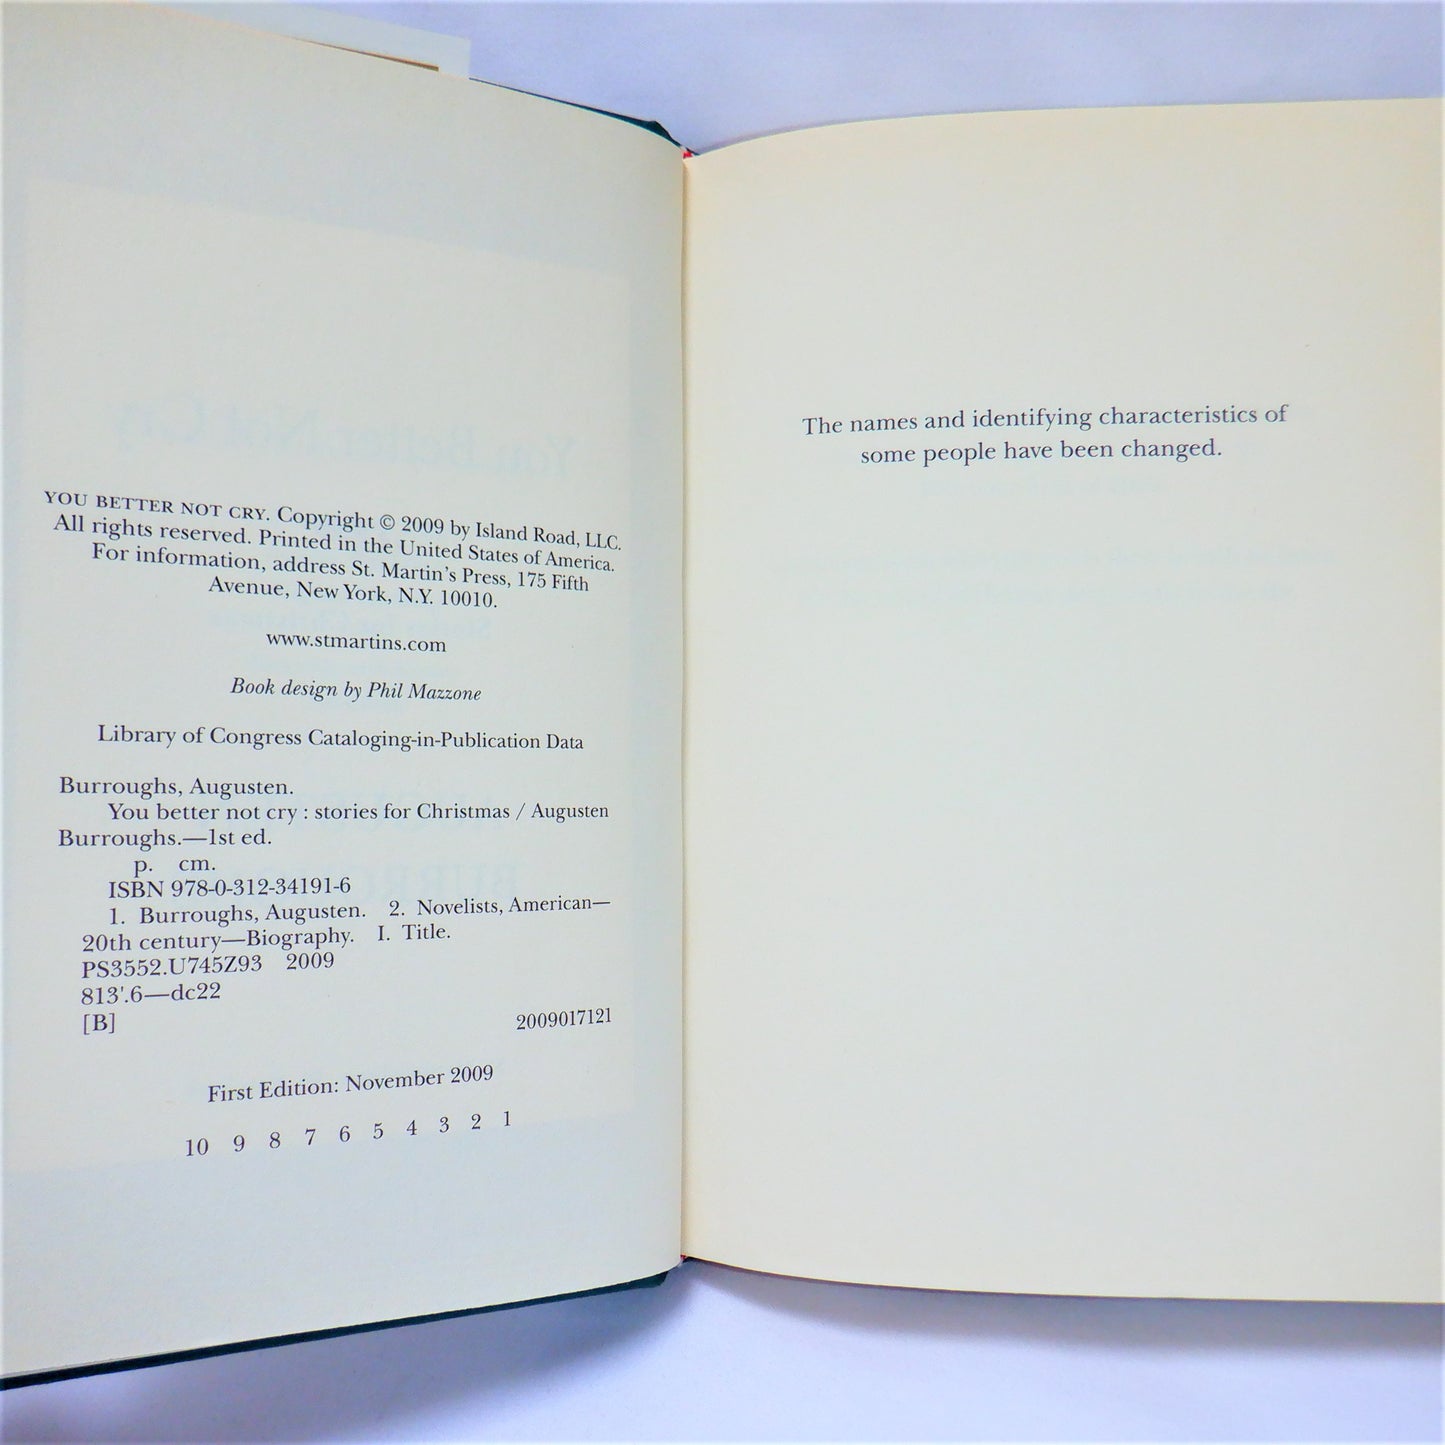 YOU BETTER NOT CRY. Copyright © 2009 by Island Road, LLC.
All rights reserved. Printed in the United States of America.
For information, address St. Martin's Press, 175 Fifth
Avenue, New York, N.Y. 10010.
www.stmartins.com
Book design by Phil Mazzone
Library of Congress Cataloging-in-Publication Data
Burroughs, Augusten.
You better not cry : stories for Christmas / Augusten
Burroughs.—1st ed.
p. cm.
ISBN 978-0-312-34191-6
1. Burroughs, Augusten. 2. Novelists, American—
20th century—Biography. I. Title.
PS3552.U745Z93 2009
813'.6—dc22
[B] 2009017121
First Edition: November 2009
10 9 8 7 6 5 4 3 2 1
The names and identifying characteristics of
some people have been changed.